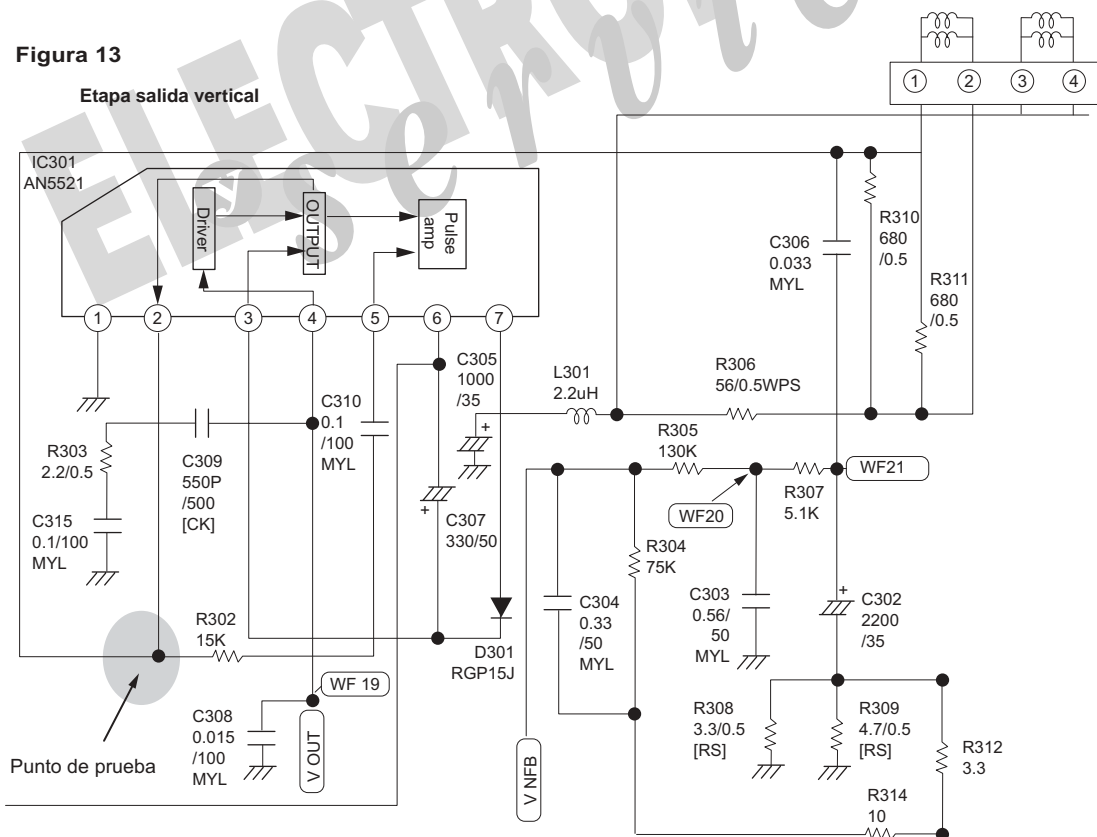 ELECTRO
y servicio
Figura 13
Etapa salida vertical
1
2
3
4
IC301
AN5521
Driver
OUTPUT
Pulse
amp
1
2
3
4
5
6
7
C306
0.033
MYL
R310
680
/0.5
R311
680
/0.5
R303
2.2/0.5
C309
550P
/500
[CK]
C310
0.1
/100
MYL
C305
1000
/35
+
L301
2.2uH
R306
56/0.5WPS
R305
130K
WF20
R307
5.1K
WF21
C315
0.1/100
MYL
+
C307
330/50
R304
75K
C304
0.33
/50
MYL
C303
0.56/
50
MYL
+
C302
2200
/35
R302
15K
D301
RGP15J
WF 19
Punto de prueba
C308
0.015
/100
MYL
V OUT
V NFB
R308
3.3/0.5
[RS]
R309
4.7/0.5
[RS]
R312
3.3
R314
10